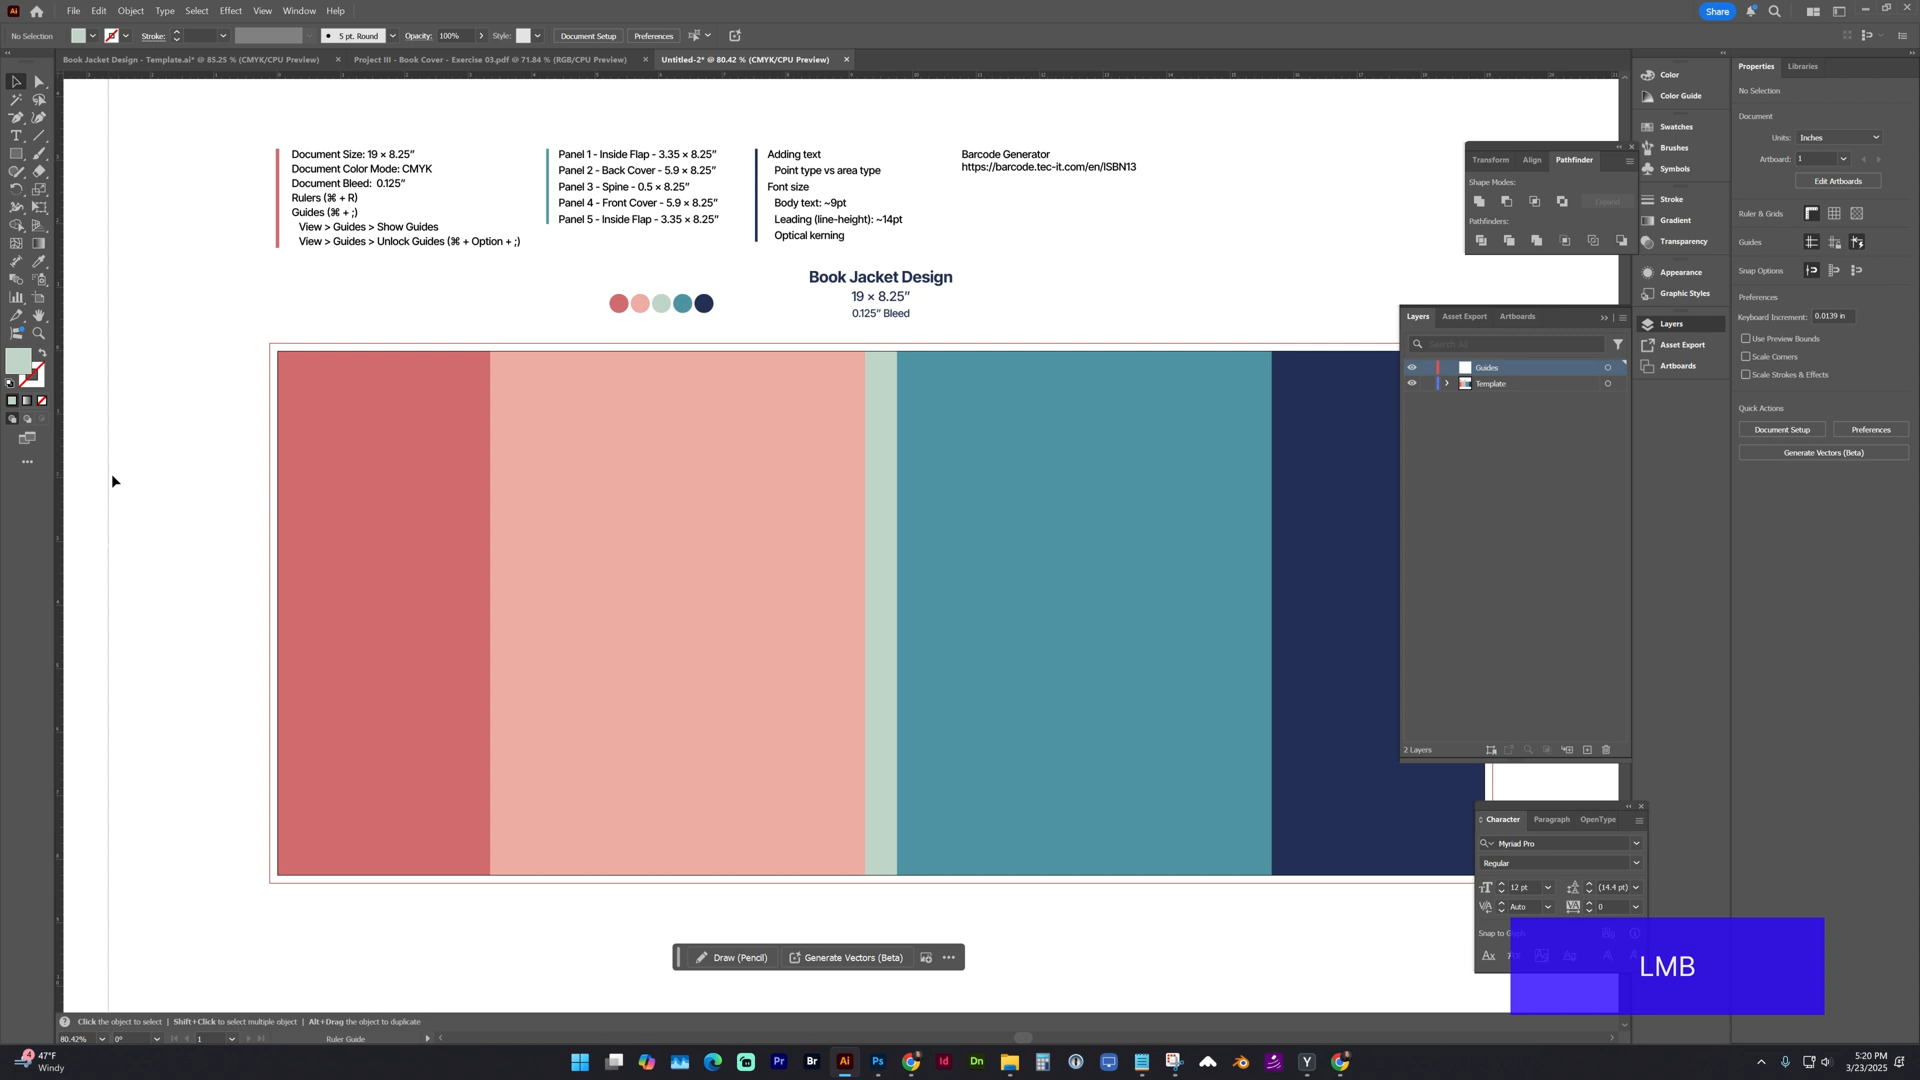 File Edit Object Type Select Effect View Window Help
Share
No Selection
Stroke:
5 pt. Round
Opacity: 100%
Style:
Document Setup
Preferences
Book Jacket Design - Template.ai* @ 85.25 % (CMYK/CPU Preview)
Project III - Book Cover - Exercise 03.pdf @ 71.84 % (RGB/CPU Preview)
Untitled-2* @ 80.42 % (CMYK/CPU Preview)
Document Size: 19 × 8.25”
Document Color Mode: CMYK
Document Bleed: 0.125”
Rulers (⌘ + R)
Guides (⌘ + ;)
View > Guides > Show Guides
View > Guides > Unlock Guides (⌘ + Option + ;)
Panel 1 - Inside Flap - 3.35 × 8.25”
Panel 2 - Back Cover - 5.9 × 8.25”
Panel 3 - Spine - 0.5 × 8.25”
Panel 4 - Front Cover - 5.9 × 8.25”
Panel 5 - Inside Flap - 3.35 × 8.25”
Adding text
Point type vs area type
Font size
Body text: ~9pt
Leading (line-height): ~14pt
Optical kerning
Barcode Generator
https://barcode.tec-it.com/en/ISBN13
Book Jacket Design
19 × 8.25”
0.125” Bleed
Transform Align Pathfinder
Shape Modes:
Expand
Pathfinders:
Layers Asset Export Artboards
Search All
Guides
Template
2 Layers
Character Paragraph OpenType
Myriad Pro
Regular
12 pt
(14.4 pt)
Auto
0
LMB
Color
Color Guide
Swatches
Brushes
Symbols
Stroke
Gradient
Transparency
Appearance
Graphic Styles
Layers
Asset Export
Artboards
Properties Libraries
No Selection
Document
Units: Inches
Artboard: 1
Edit Artboards
Ruler & Grids
Guides
Snap Options
Preferences
Keyboard Increment: 0.0139 in
Use Preview Bounds
Scale Corners
Scale Strokes & Effects
Quick Actions
Document Setup
Preferences
Generate Vectors (Beta)
Draw (Pencil)
Generate Vectors (Beta)
Click the object to select | Shift+Click to select multiple object | Alt+Drag the object to duplicate
80.42%
0°
1
Ruler Guide
4
47°F
Windy
Pr
Br
Ai
Ps
Id
Dn
5:20 PM
3/23/2025